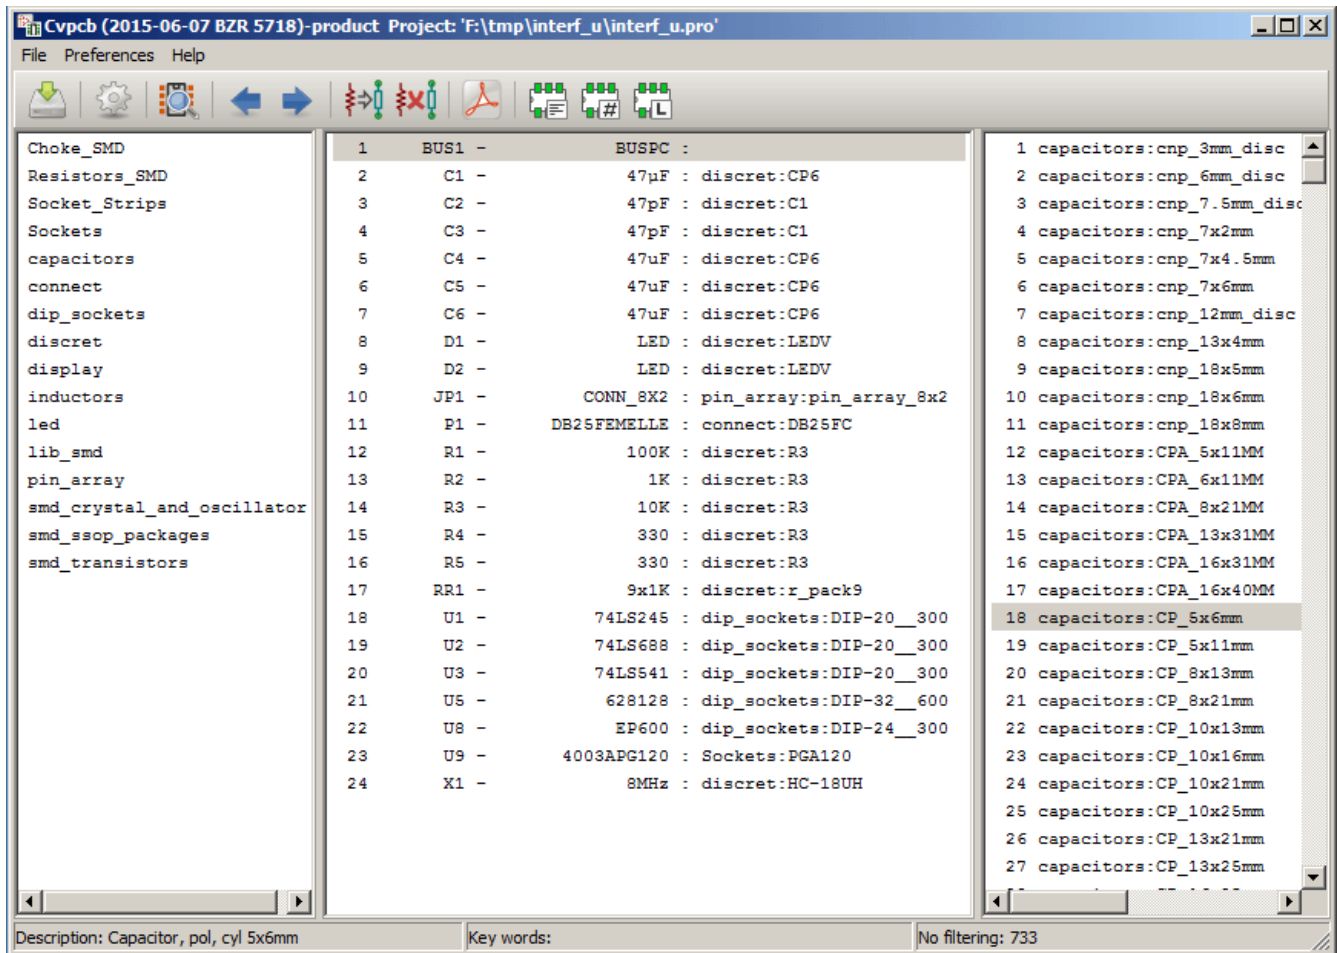 Cvpcb (2015-06-07 BZR 5718)-product Project: 'F:\tmp\interf_u\interf_u.pro'
File Preferences Help
Choke_SMD
Resistors_SMD
Socket_Strips
Sockets
capacitors
connect
dip_sockets
discret
display
inductors
led
lib_smd
pin_array
smd_crystal_and_oscillator
smd_ssop_packages
smd_transistors
1 BUS1 - BUSPC :
2 C1 - 47µF : discret:CP6
3 C2 - 47pF : discret:C1
4 C3 - 47pF : discret:C1
5 C4 - 47uF : discret:CP6
6 C5 - 47uF : discret:CP6
7 C6 - 47uF : discret:CP6
8 D1 - LED : discret:LEDV
9 D2 - LED : discret:LEDV
10 JP1 - CONN_8X2 : pin_array:pin_array_8x2
11 P1 - DB25FEMELLE : connect:DB25FC
12 R1 - 100K : discret:R3
13 R2 - 1K : discret:R3
14 R3 - 10K : discret:R3
15 R4 - 330 : discret:R3
16 R5 - 330 : discret:R3
17 RR1 - 9x1K : discret:r_pack9
18 U1 - 74LS245 : dip_sockets:DIP-20__300
19 U2 - 74LS688 : dip_sockets:DIP-20__300
20 U3 - 74LS541 : dip_sockets:DIP-20__300
21 U5 - 628128 : dip_sockets:DIP-32__600
22 U8 - EP600 : dip_sockets:DIP-24__300
23 U9 - 4003APG120 : Sockets:PGA120
24 X1 - 8MHz : discret:HC-18UH
1 capacitors:cnp_3mm_disc
2 capacitors:cnp_6mm_disc
3 capacitors:cnp_7.5mm_disc
4 capacitors:cnp_7x2mm
5 capacitors:cnp_7x4.5mm
6 capacitors:cnp_7x6mm
7 capacitors:cnp_12mm_disc
8 capacitors:cnp_13x4mm
9 capacitors:cnp_18x5mm
10 capacitors:cnp_18x6mm
11 capacitors:cnp_18x8mm
12 capacitors:CPA_5x11MM
13 capacitors:CPA_6x11MM
14 capacitors:CPA_8x21MM
15 capacitors:CPA_13x31MM
16 capacitors:CPA_16x31MM
17 capacitors:CPA_16x40MM
18 capacitors:CP_5x6mm
19 capacitors:CP_5x11mm
20 capacitors:CP_8x13mm
21 capacitors:CP_8x21mm
22 capacitors:CP_10x13mm
23 capacitors:CP_10x16mm
24 capacitors:CP_10x21mm
25 capacitors:CP_10x25mm
26 capacitors:CP_13x21mm
27 capacitors:CP_13x25mm
Description: Capacitor, pol, cyl 5x6mm
Key words:
No filtering: 733